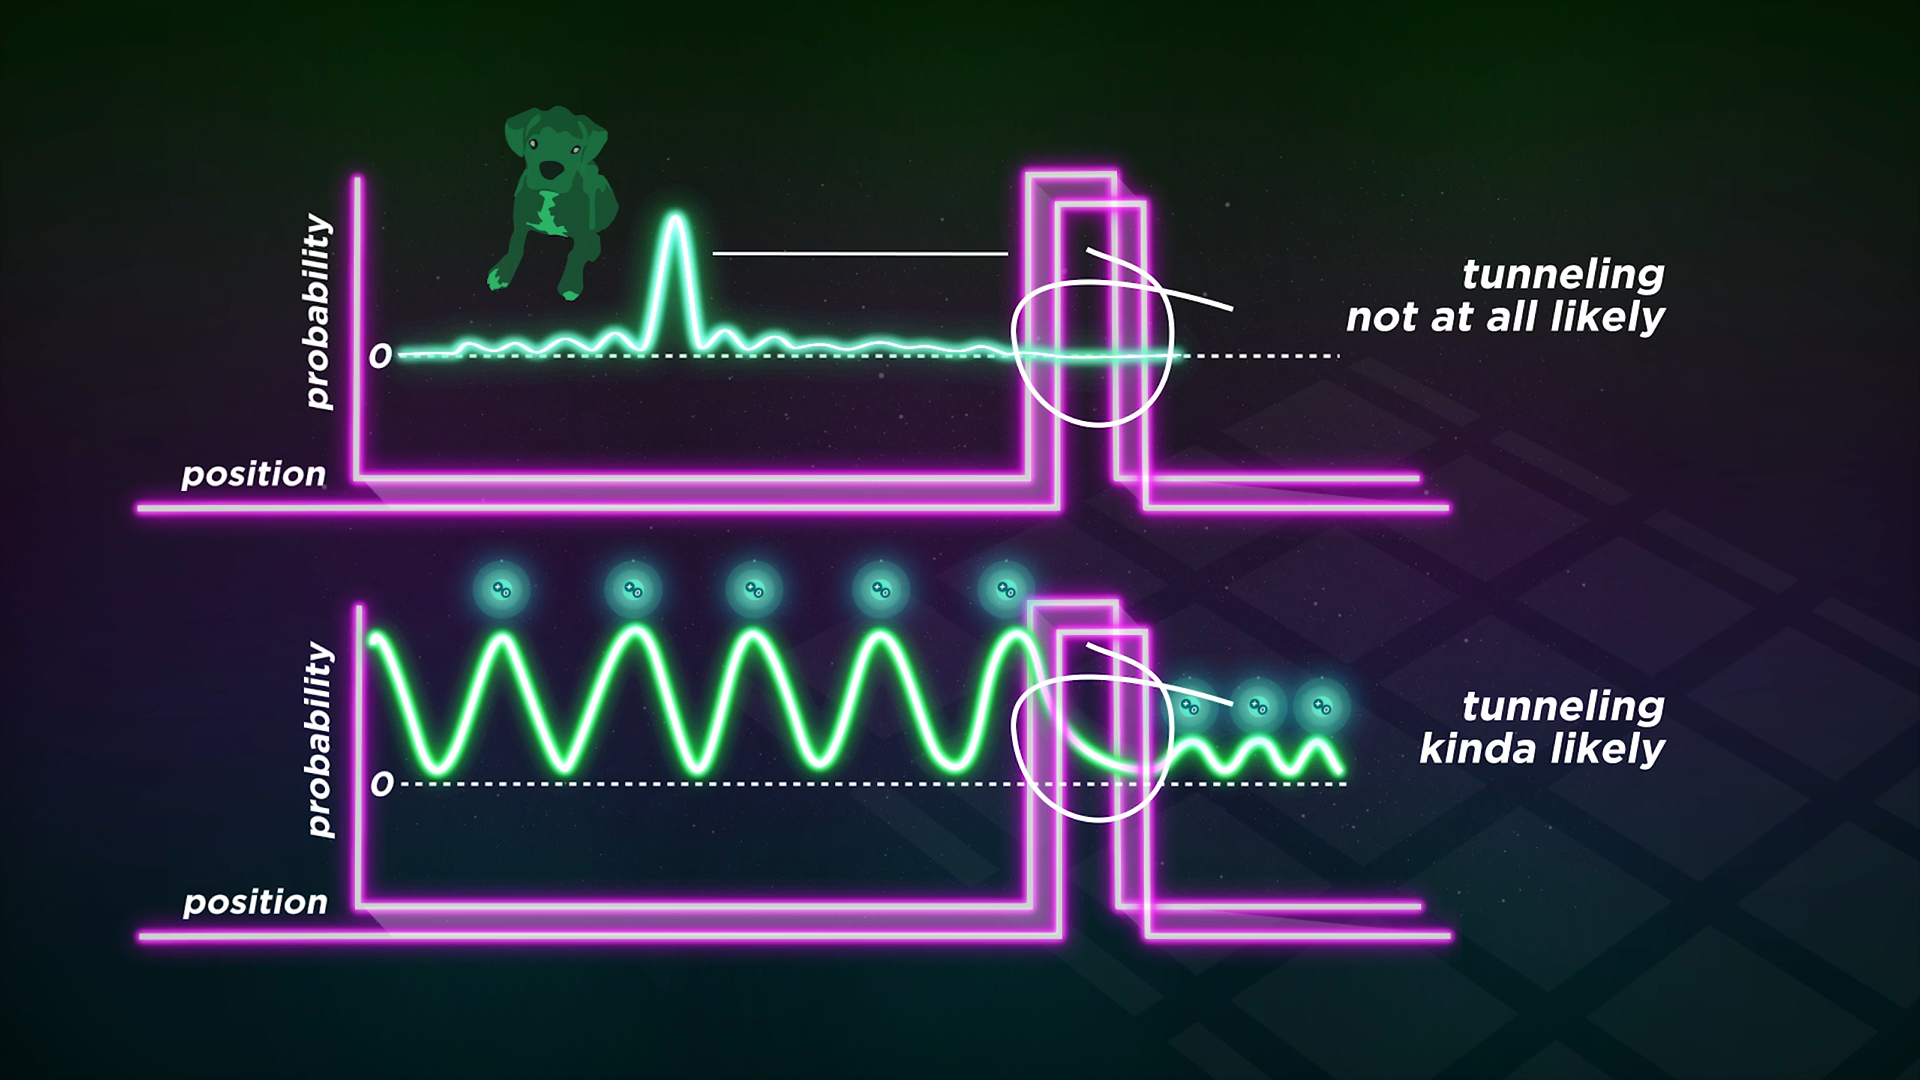 probability
0
position
tunneling
not at all likely
probability
0
position
tunneling
kinda likely